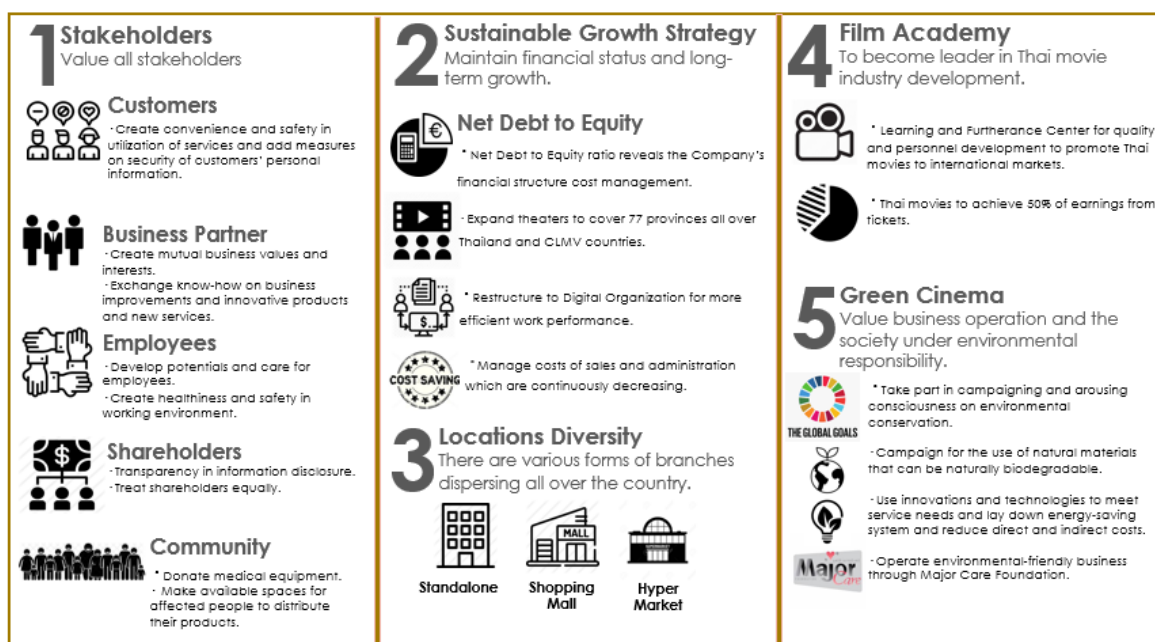 1 Stakeholders
Value all stakeholders
Customers
·Create convenience and safety in
utilization of services and add measures
on security of customers' personal
information.
Business Partner
·Create mutual business values and
interests.
·Exchange know-how on business
improvements and innovative products
and new services.
Employees
·Develop potentials and care for
employees.
·Create healthiness and safety in
working environment.
Shareholders
·Transparency in information disclosure.
·Treat shareholders equally.
Community
·Donate medical equipment.
·Make available spaces for
affected people to distribute
their products.
2 Sustainable Growth Strategy
Maintain financial status and long-
term growth.
Net Debt to Equity
·Net Debt to Equity ratio reveals the Company's
financial structure cost management.
·Expand theaters to cover 77 provinces all over
Thailand and CLMV countries.
·Restructure to Digital Organization for more
efficient work performance.
COST SAVING
·Manage costs of sales and administration
which are continuously decreasing.
3 Locations Diversity
There are various forms of branches
dispersing all over the country.
MALL
Standalone
Shopping
Mall
Hyper
Market
4 Film Academy
To become leader in Thai movie
industry development.
·Learning and Furtherance Center for quality
and personnel development to promote Thai
movies to international markets.
·Thai movies to achieve 50% of earnings from
tickets.
5 Green Cinema
Value business operation and the
society under environmental
responsibility.
THE GLOBAL GOALS
·Take part in campaigning and arousing
consciousness on environmental
conservation.
·Campaign for the use of natural materials
that can be naturally biodegradable.
·Use innovations and technologies to meet
service needs and lay down energy-saving
system and reduce direct and indirect costs.
Major
Care
·Operate environmental-friendly business
through Major Care Foundation.